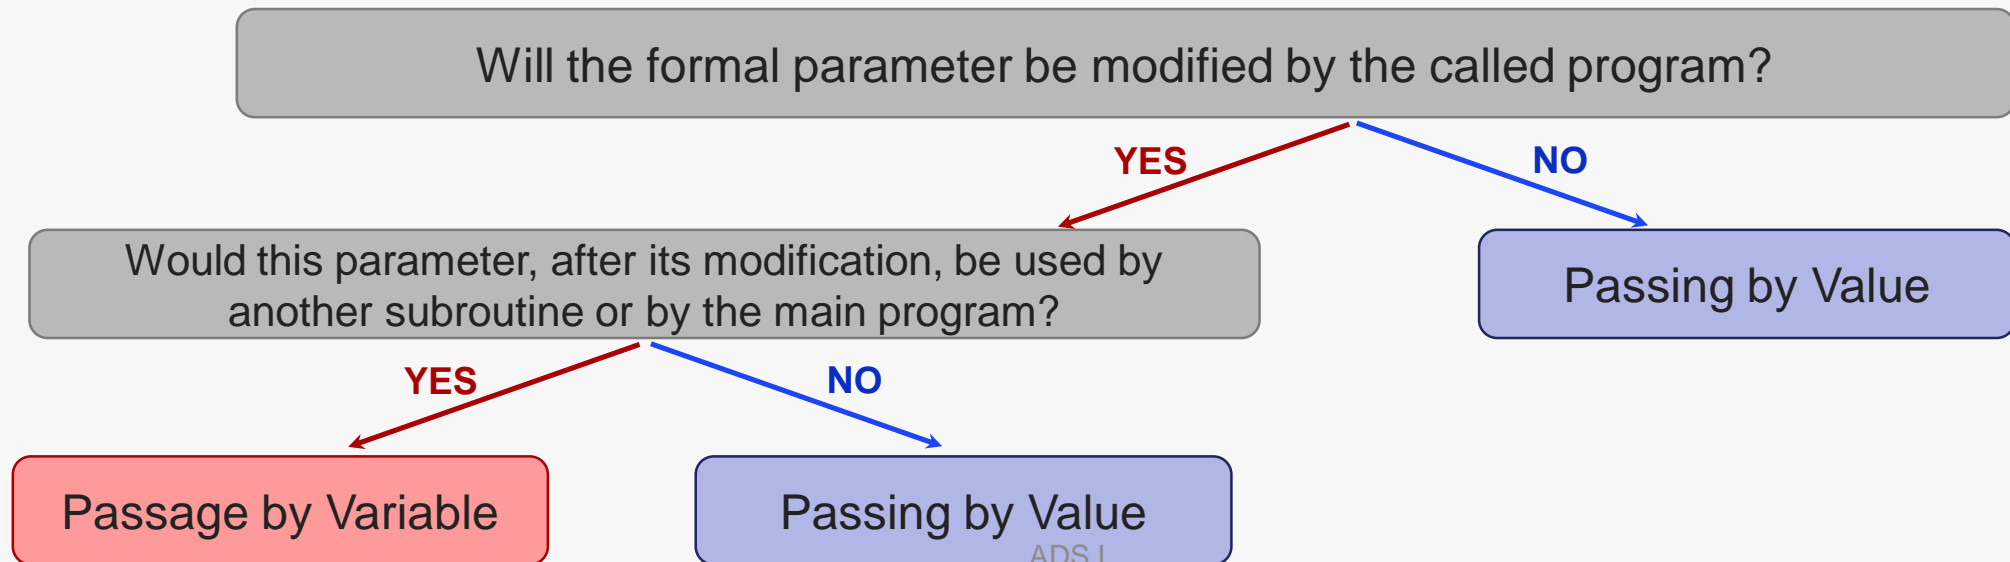 Will the formal parameter be modified by the called program?
YES
NO
Would this parameter, after its modification, be used by
another subroutine or by the main program?
Passing by Value
YES
NO
Passage by Variable
Passing by Value
ADS I